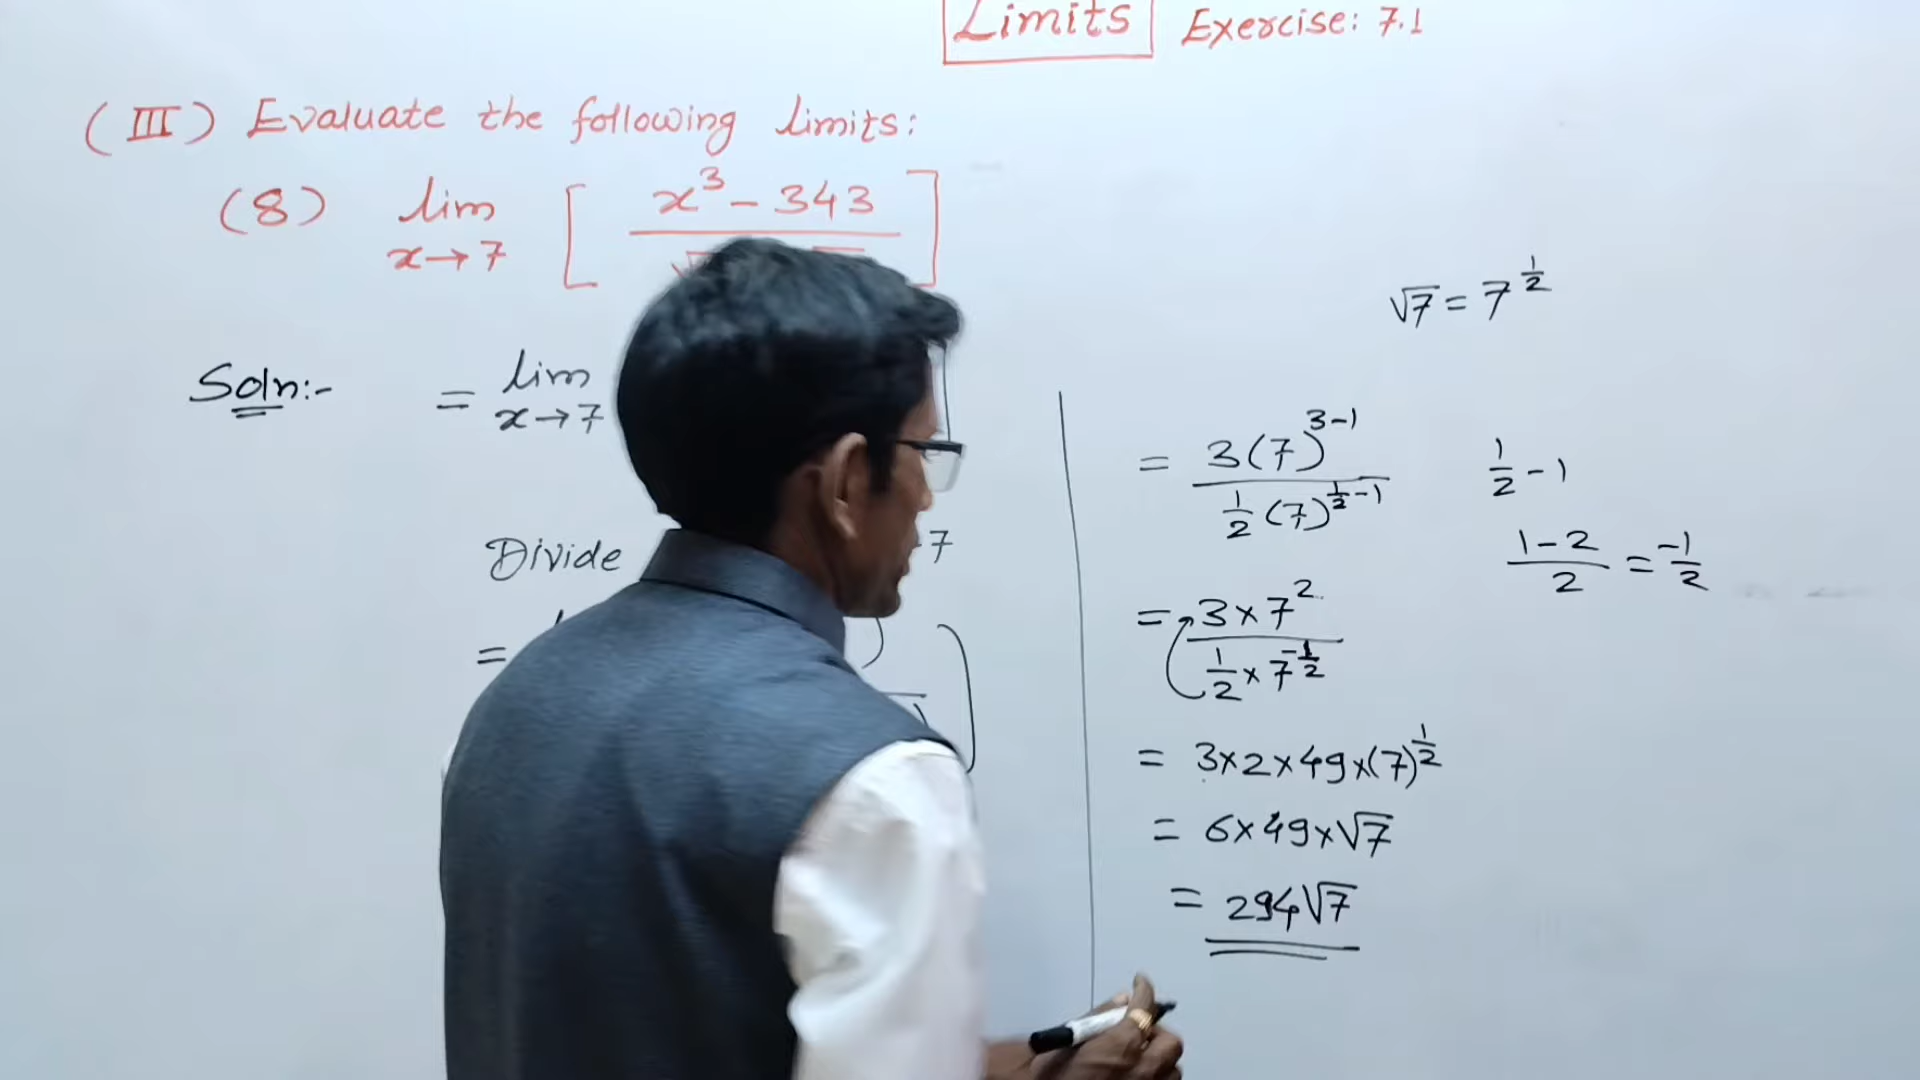 Limits Exercise: 7.1
(III) Evaluate the following limits:
(8) lim x→7 [ x³ - 343
Soln:- = lim x→7
Divide
-7
=
√7 = 7^(1/2)
= 3(7)^(3-1) / 1/2 (7)^(1/2-1)
1/2 - 1
(1-2)/2 = -1/2
= 3×7² / 1/2 × 7^(-1/2)
= 3×2×49×(7)^(1/2)
= 6×49×√7
= 294√7